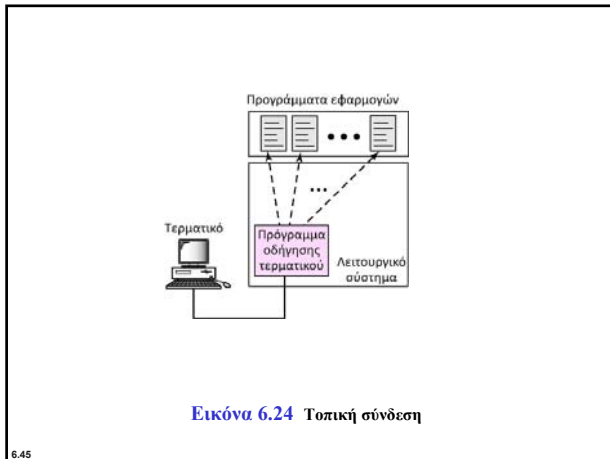 Προγράμματα εφαρμογών
Τερματικό
Πρόγραμμα
οδήγησης
τερματικού
Λειτουργικό
σύστημα
Εικόνα 6.24 Τοπική σύνδεση
6.45